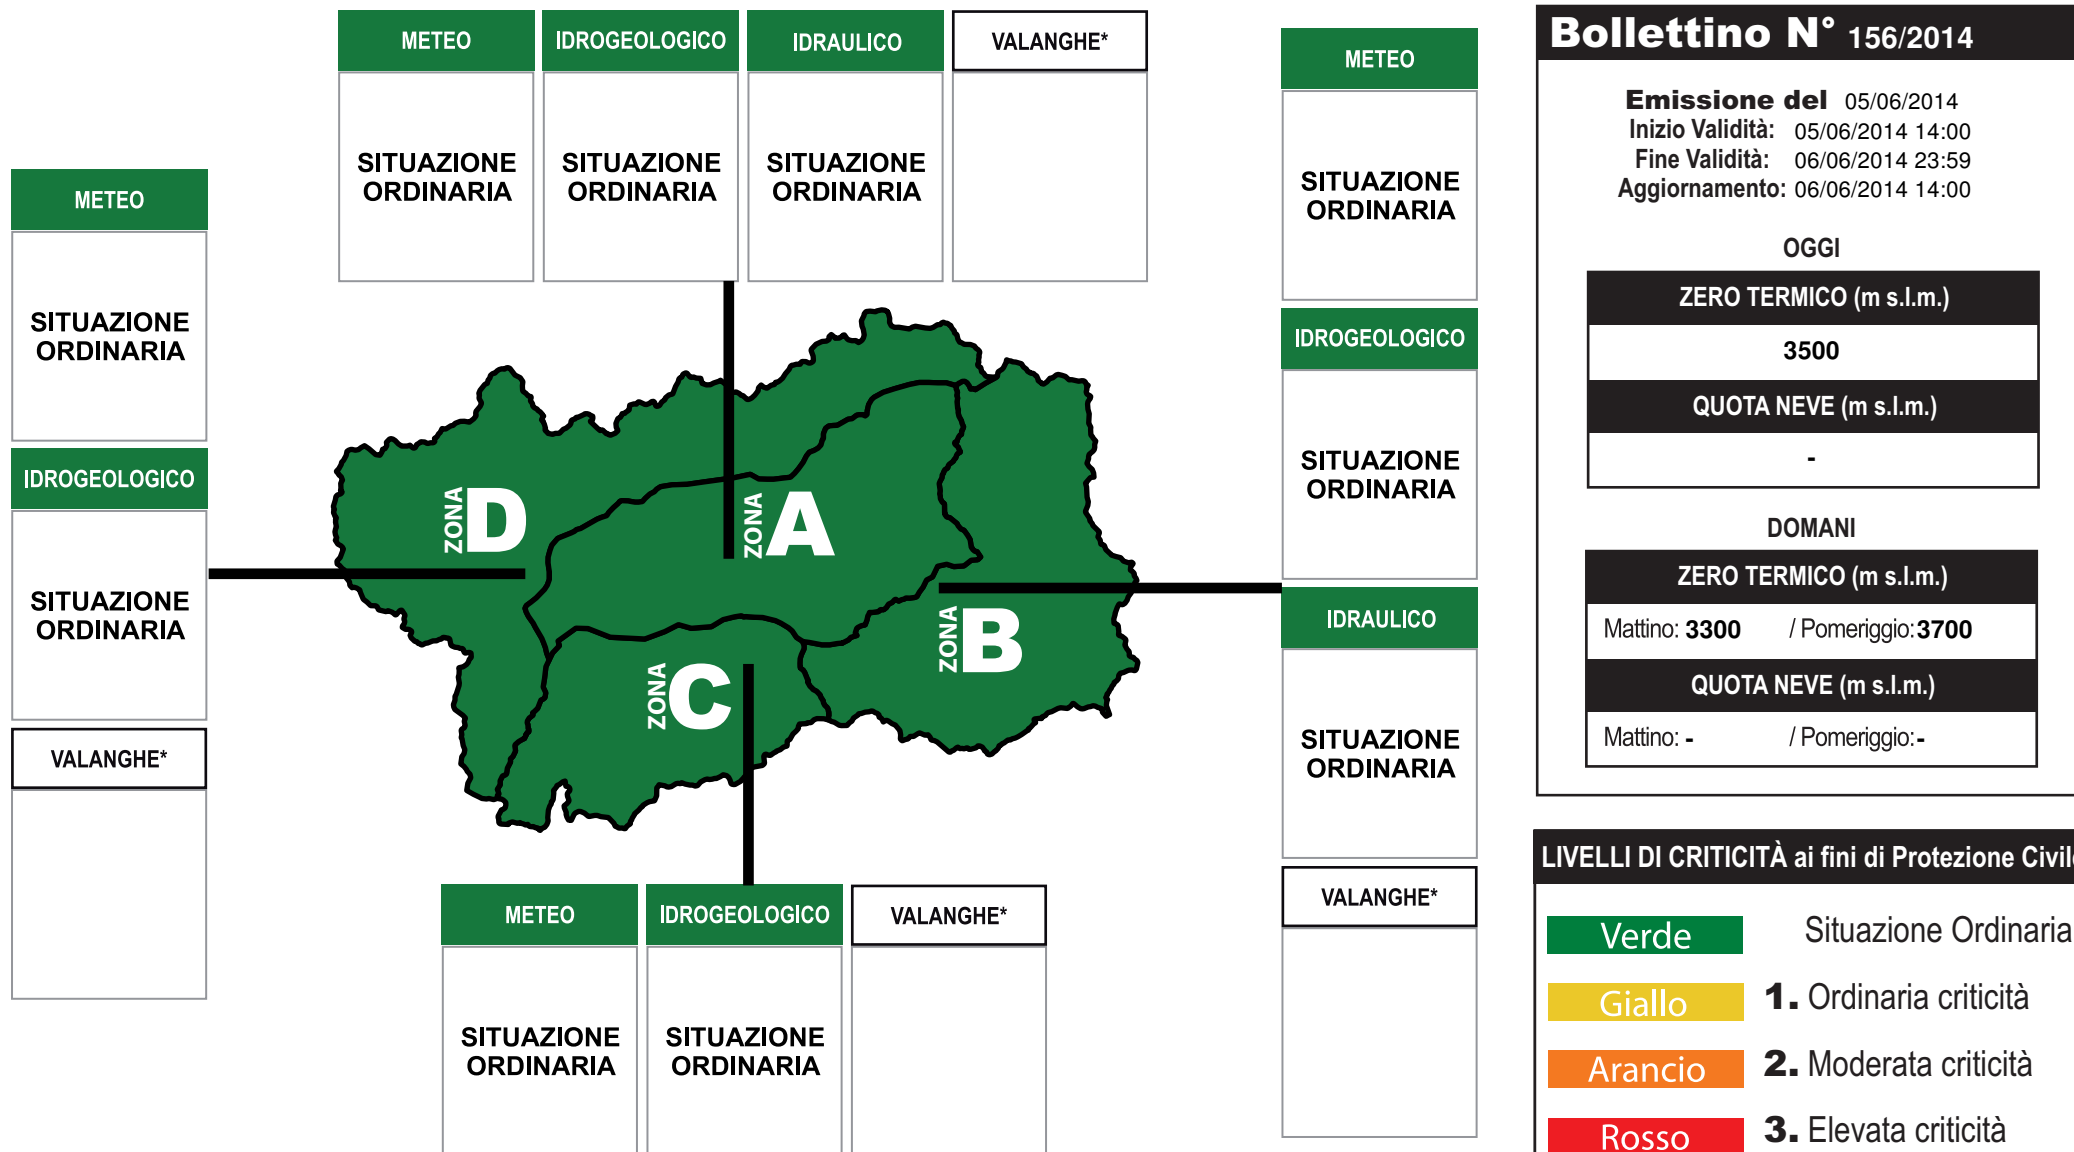 METEO
IDROGEOLOGICO
IDRAULICO
VALANGHE*
SITUAZIONE
ORDINARIA
SITUAZIONE
ORDINARIA
SITUAZIONE
ORDINARIA
METEO
SITUAZIONE
ORDINARIA
IDROGEOLOGICO
SITUAZIONE
ORDINARIA
VALANGHE*
ZONA D
ZONA A
ZONA B
ZONA C
METEO
SITUAZIONE
ORDINARIA
IDROGEOLOGICO
SITUAZIONE
ORDINARIA
IDRAULICO
SITUAZIONE
ORDINARIA
VALANGHE*
METEO
IDROGEOLOGICO
VALANGHE*
SITUAZIONE
ORDINARIA
SITUAZIONE
ORDINARIA
Bollettino N° 156/2014
Emissione del 05/06/2014
Inizio Validità: 05/06/2014 14:00
Fine Validità: 06/06/2014 23:59
Aggiornamento: 06/06/2014 14:00
OGGI
ZERO TERMICO (m s.l.m.)
3500
QUOTA NEVE (m s.l.m.)
-
DOMANI
ZERO TERMICO (m s.l.m.)
Mattino: 3300 / Pomeriggio: 3700
QUOTA NEVE (m s.l.m.)
Mattino: - / Pomeriggio: -
LIVELLI DI CRITICITÀ ai fini di Protezione Civile
Verde Situazione Ordinaria
Giallo 1. Ordinaria criticità
Arancio 2. Moderata criticità
Rosso 3. Elevata criticità